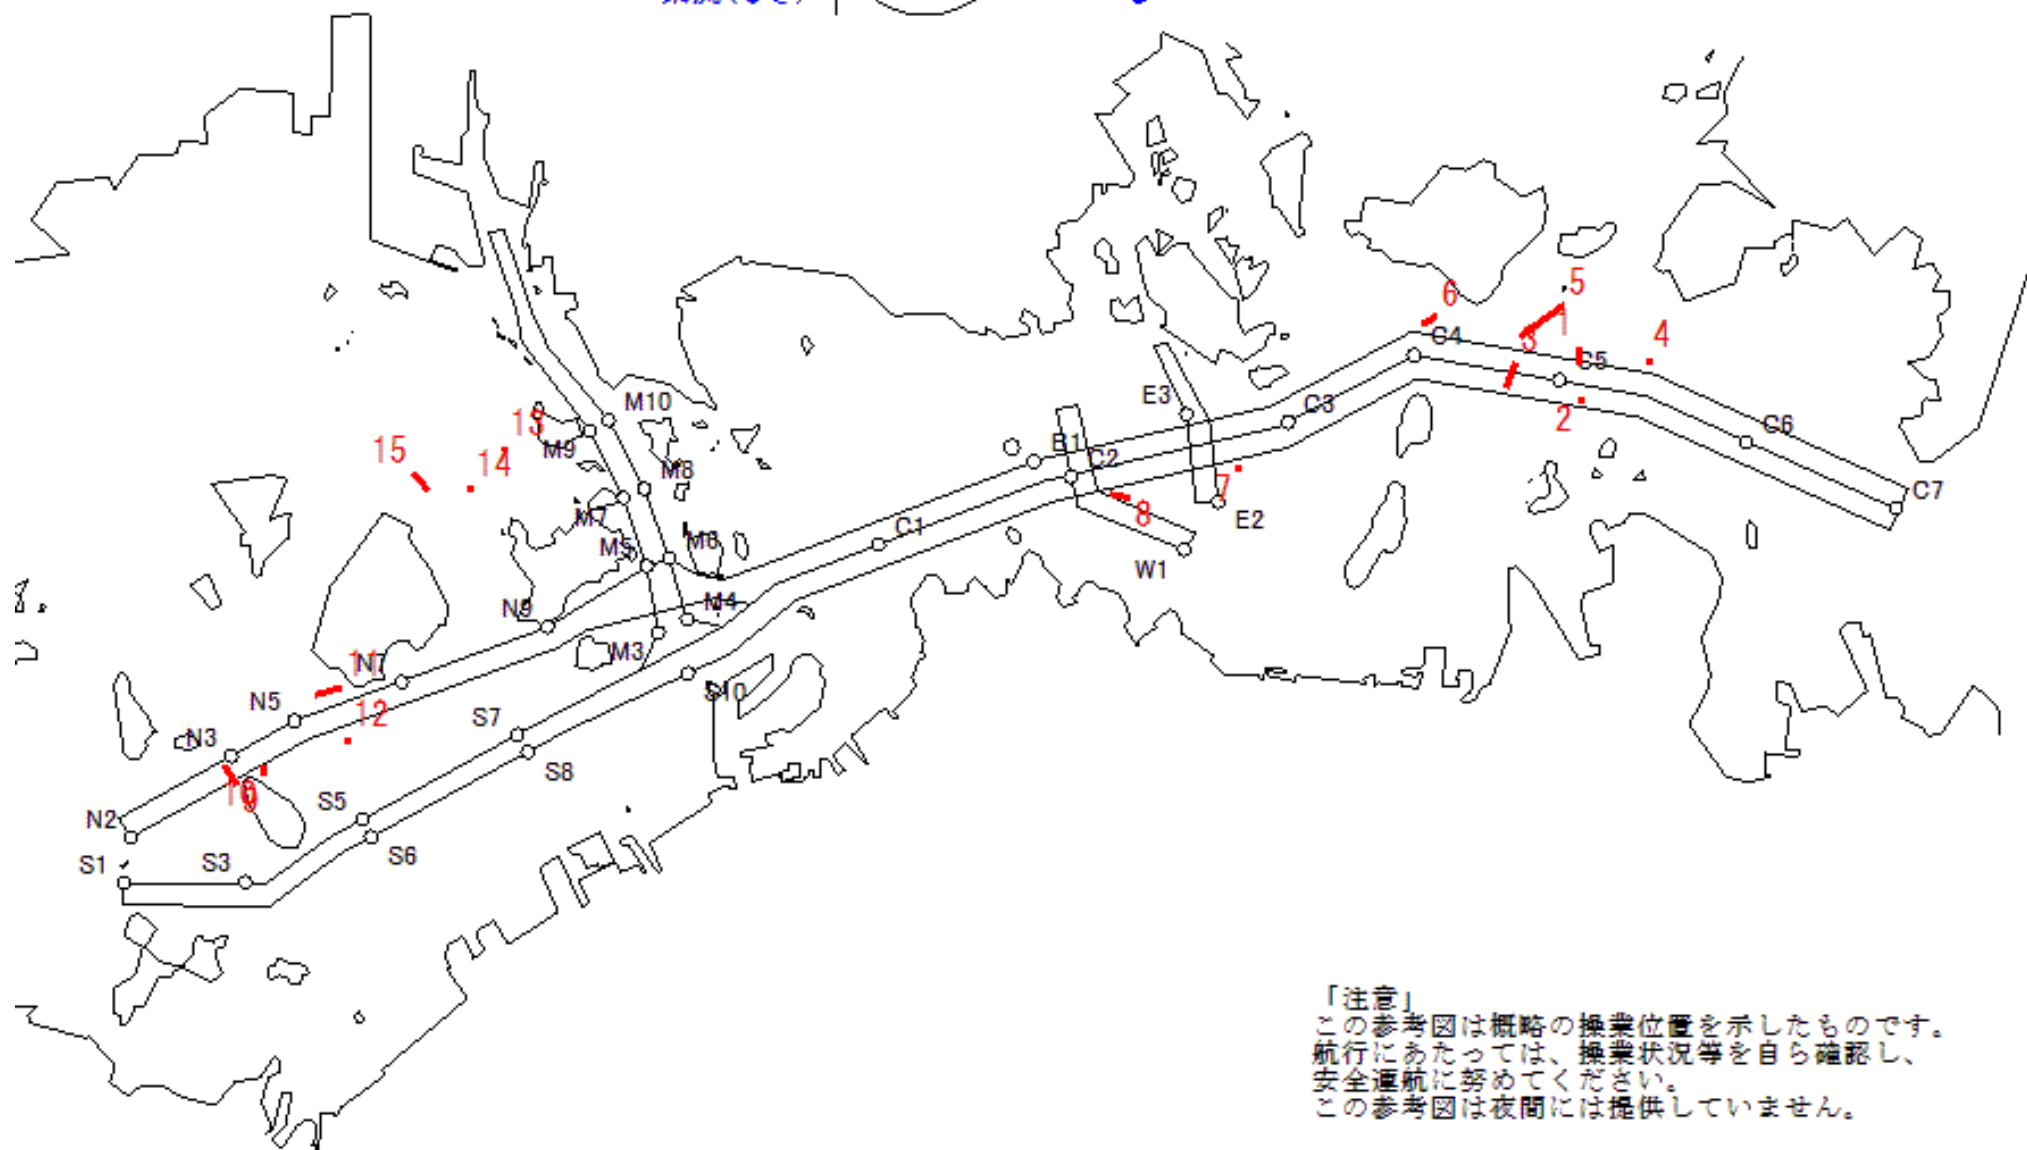 6
5
1
C4
3
4
C5
E3
M10
13
C3
2
M9
15
14
B1
C6
M8
C2
7
C7
M7
8
E2
C1
M6
M5
W1
N9
M4
M3
11
N7
S10
N5
12
S7
N3
S8
10
9
S5
N2
S6
S1
S3
「注意」
この参考図は概略の操業位置を示したものです。
航行にあたっては、操業状況等を自ら確認し、
安全運航に努めてください。
この参考図は夜間には提供していません。